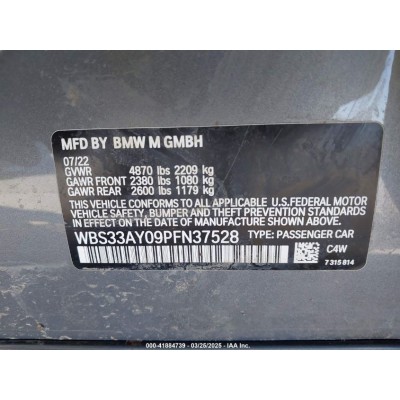 MFD BY BMW M GMBH
07/22
GVWR 4870 lbs 2209 kg
GAWR FRONT 2380 lbs 1080 kg
GAWR REAR 2600 lbs 1179 kg
THIS VEHICLE CONFORMS TO ALL APPLICABLE U.S.FEDERAL
MOTOR VEHICLE SAFETY, BUMPER, AND THEFT PREVENTION
STANDARDS IN EFFECT ON THE DATE OF MANUFACTURE
SHOWN ABOVE.
WBS33AY09PFN37528 TYPE: PASSENGER CAR
C4W
7 315 814
000-41884739 • 03/25/2025 • IAA Inc.